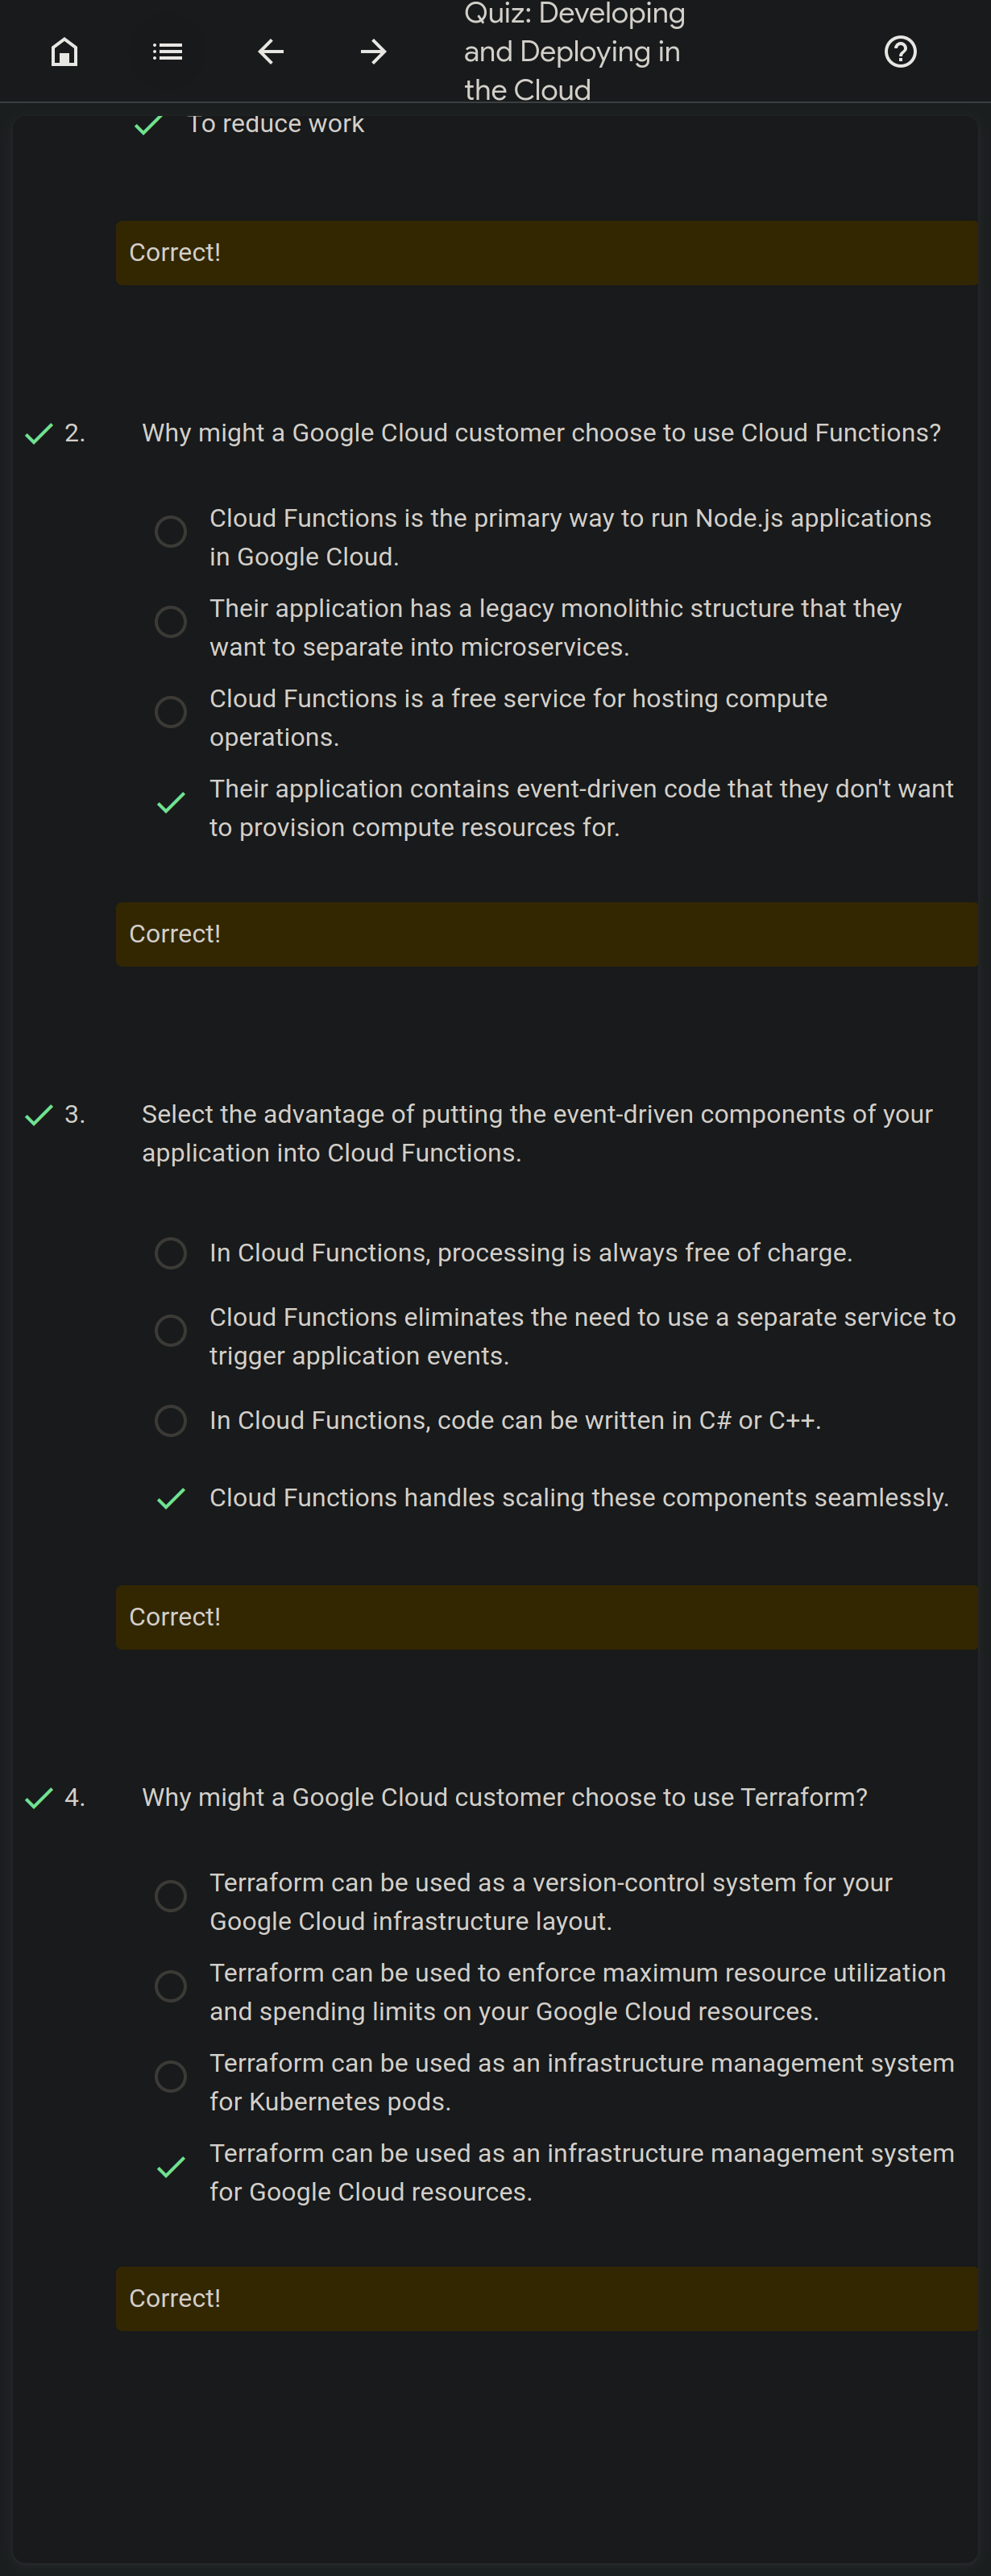 Quiz: Developing
and Deploying in
the Cloud
To reduce work
Correct!
2. Why might a Google Cloud customer choose to use Cloud Functions?
Cloud Functions is the primary way to run Node.js applications
in Google Cloud.
Their application has a legacy monolithic structure that they
want to separate into microservices.
Cloud Functions is a free service for hosting compute
operations.
Their application contains event-driven code that they don't want
to provision compute resources for.
Correct!
3. Select the advantage of putting the event-driven components of your
application into Cloud Functions.
In Cloud Functions, processing is always free of charge.
Cloud Functions eliminates the need to use a separate service to
trigger application events.
In Cloud Functions, code can be written in C# or C++.
Cloud Functions handles scaling these components seamlessly.
Correct!
4. Why might a Google Cloud customer choose to use Terraform?
Terraform can be used as a version-control system for your
Google Cloud infrastructure layout.
Terraform can be used to enforce maximum resource utilization
and spending limits on your Google Cloud resources.
Terraform can be used as an infrastructure management system
for Kubernetes pods.
Terraform can be used as an infrastructure management system
for Google Cloud resources.
Correct!